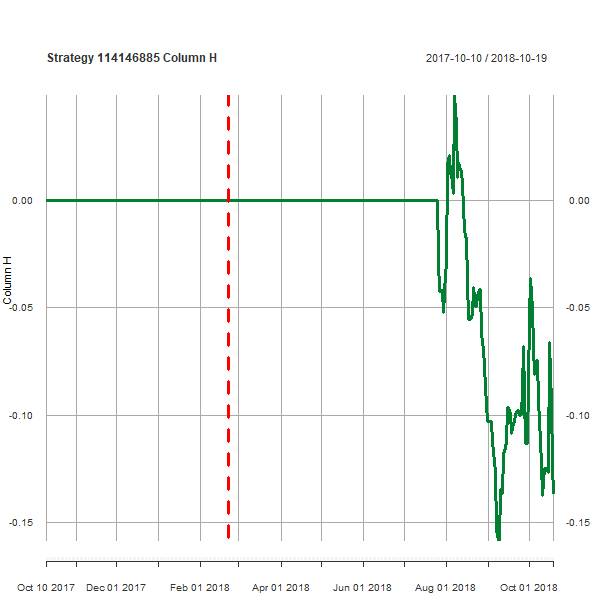 Strategy 114146885 Column H
2017-10-10 / 2018-10-19
0.00
0.00
Column H
-0.05
-0.05
-0.10
-0.10
-0.15
-0.15
Oct 10 2017
Dec 01 2017
Feb 01 2018
Apr 01 2018
Jun 01 2018
Aug 01 2018
Oct 01 2018